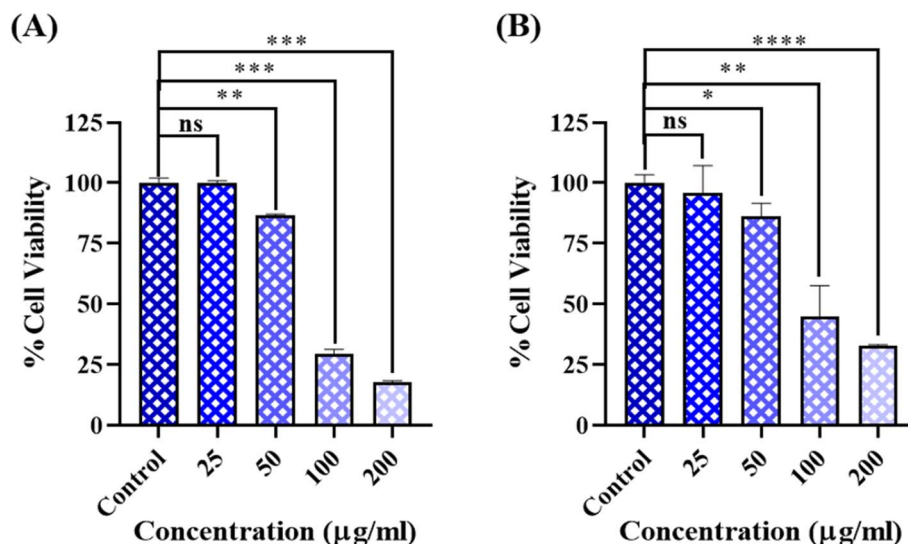 (A)
***
***
**
ns
125
100
75
50
25
0
% Cell Viability
Control
25
50
100
200
Concentration (µg/ml)
(B)
****
**
*
ns
125
100
75
50
25
0
% Cell Viability
Control
25
50
100
200
Concentration (µg/ml)